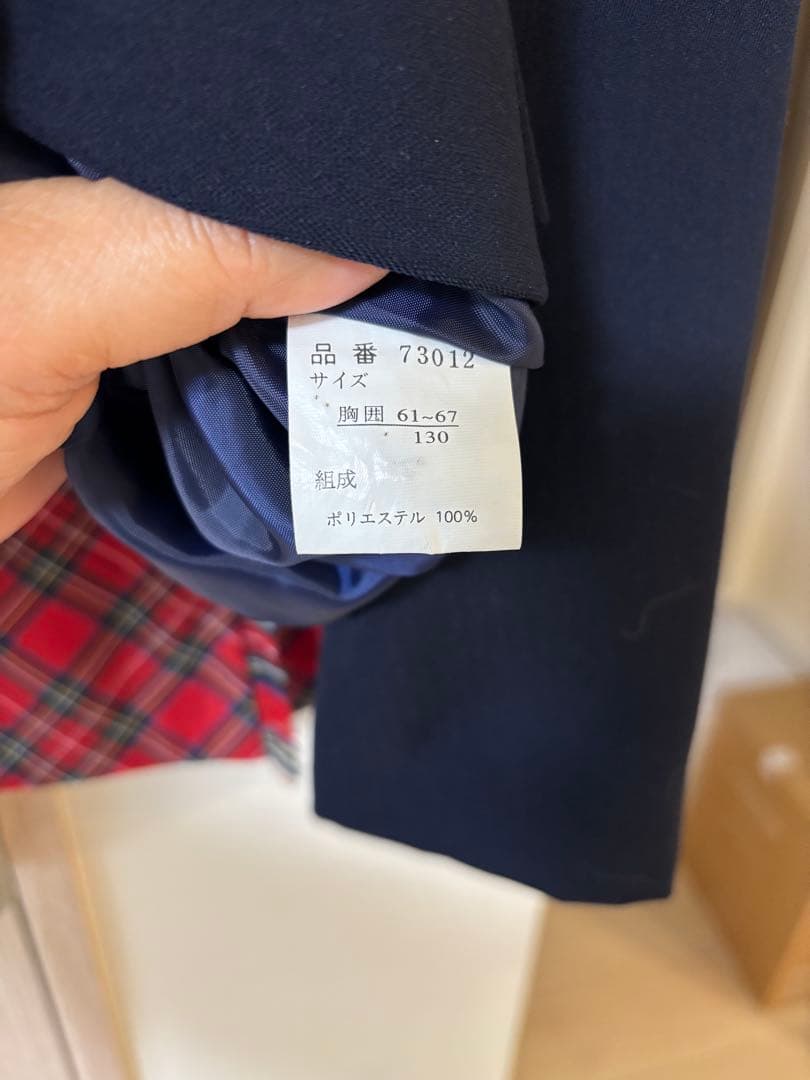 品番 73012
サイズ
胸囲 61~67
130
組成
ポリエステル 100%